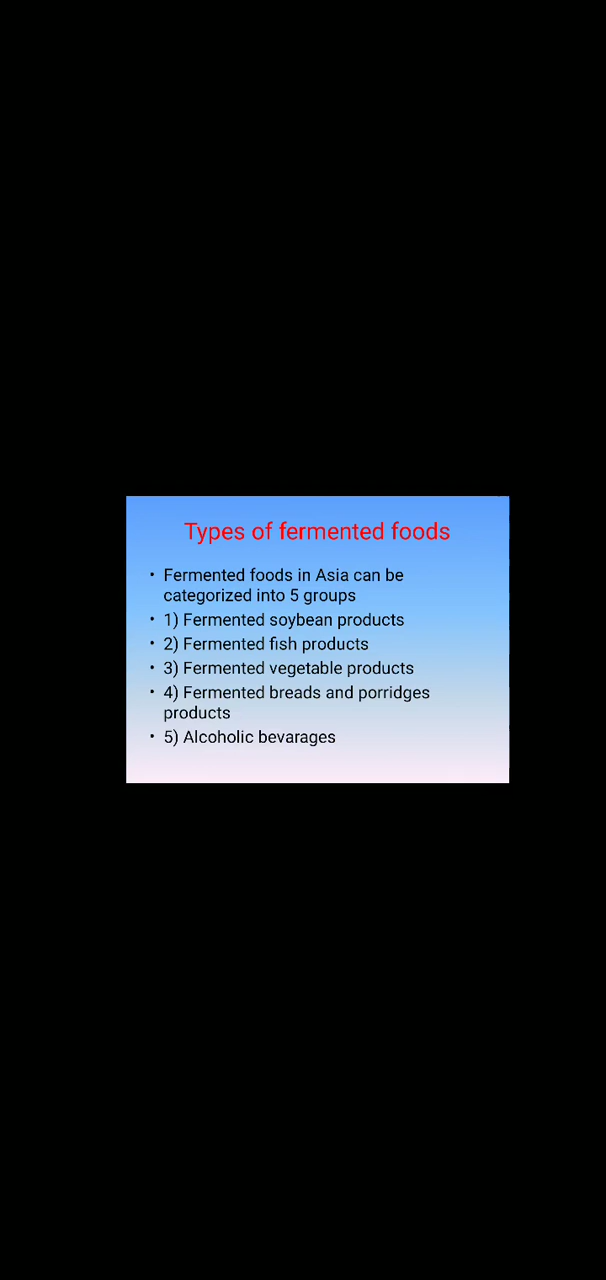 Types of fermented foods
• Fermented foods in Asia can be
categorized into 5 groups
• 1) Fermented soybean products
• 2) Fermented fish products
• 3) Fermented vegetable products
• 4) Fermented breads and porridges
products
• 5) Alcoholic bevarages